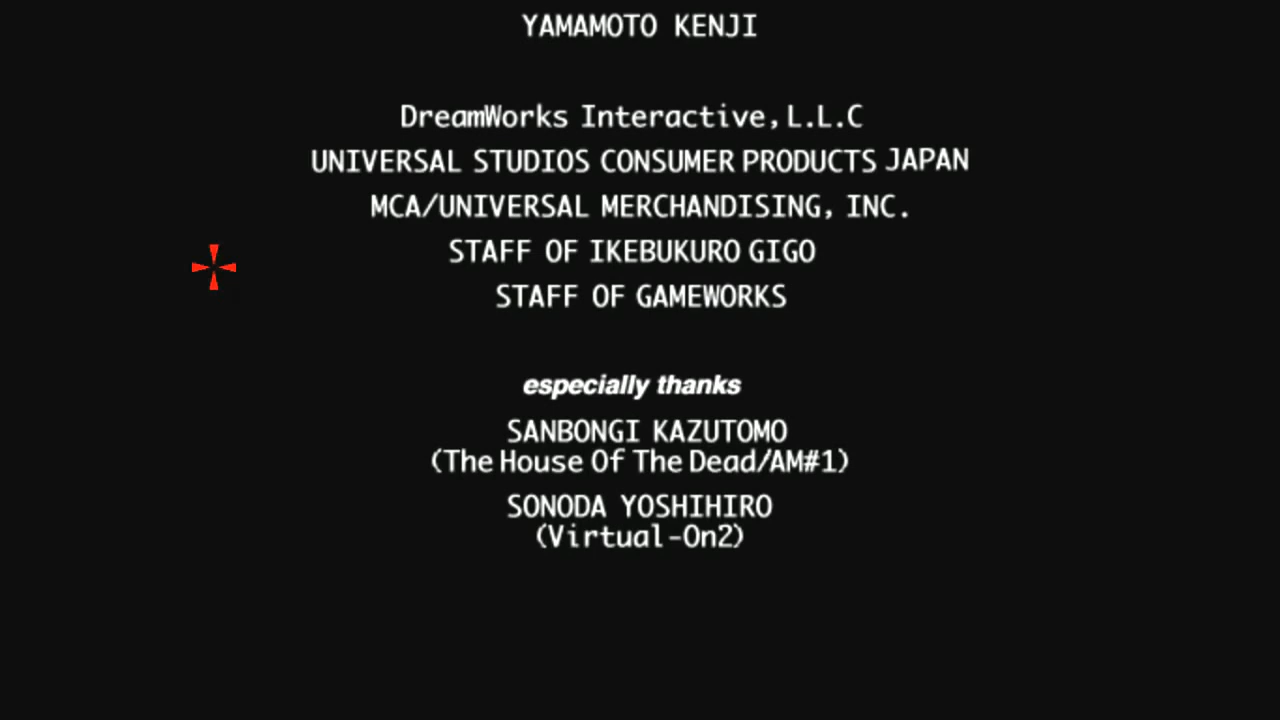 YAMAMOTO KENJI
DreamWorks Interactive,L.L.C
UNIVERSAL STUDIOS CONSUMER PRODUCTS JAPAN
MCA/UNIVERSAL MERCHANDISING, INC.
STAFF OF IKEBUKURO GIGO
STAFF OF GAMEWORKS
especially thanks
SANBONGI KAZUTOMO
(The House Of The Dead/AM#1)
SONODA YOSHIHIRO
(Virtual-On2)